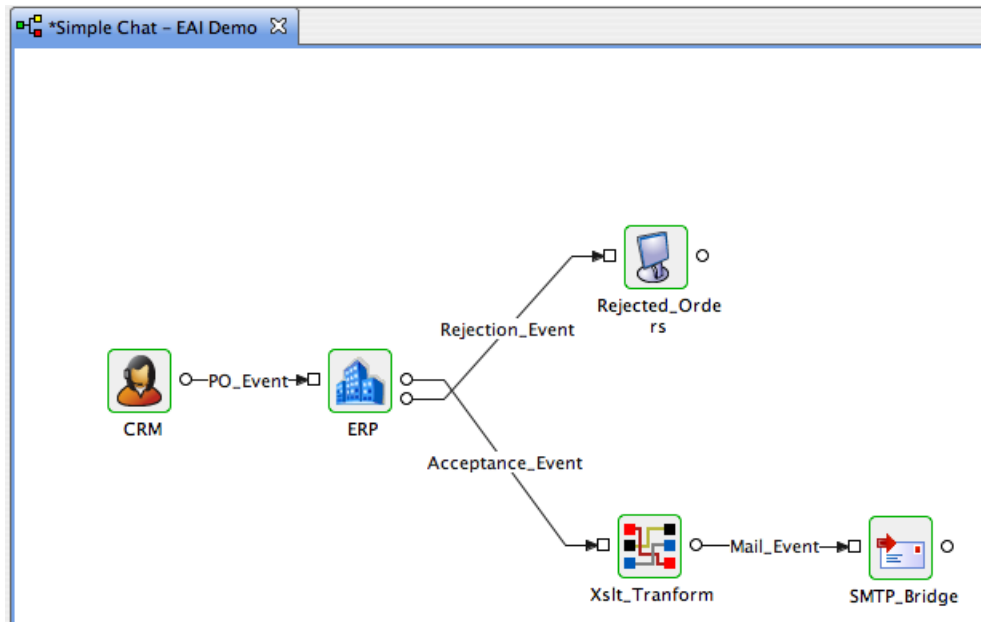 *Simple Chat – EAI Demo
Rejected_Orde
rs
Rejection_Event
PO_Event
CRM
ERP
Acceptance_Event
Mail_Event
Xslt_Tranform
SMTP_Bridge